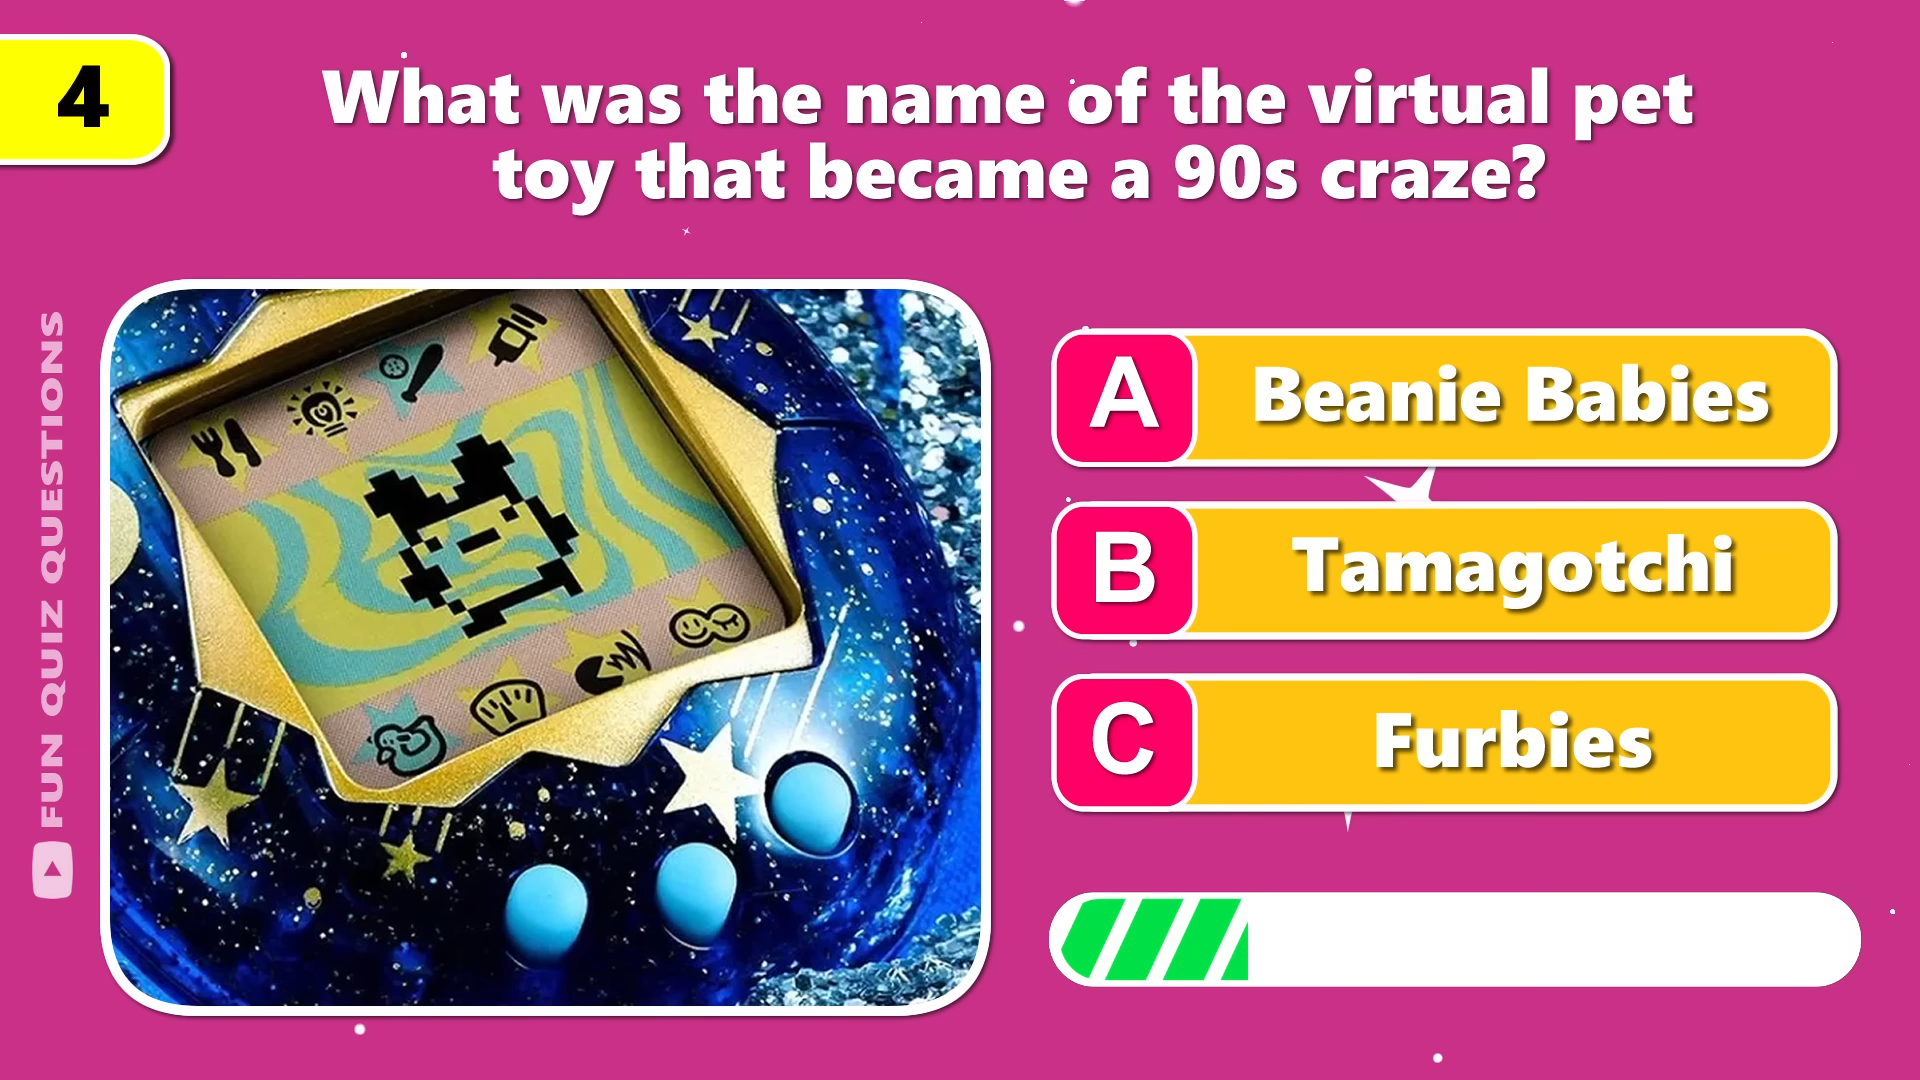 4
What was the name of the virtual pet
toy that became a 90s craze?
FUN QUIZ QUESTIONS
A Beanie Babies
B Tamagotchi
C Furbies